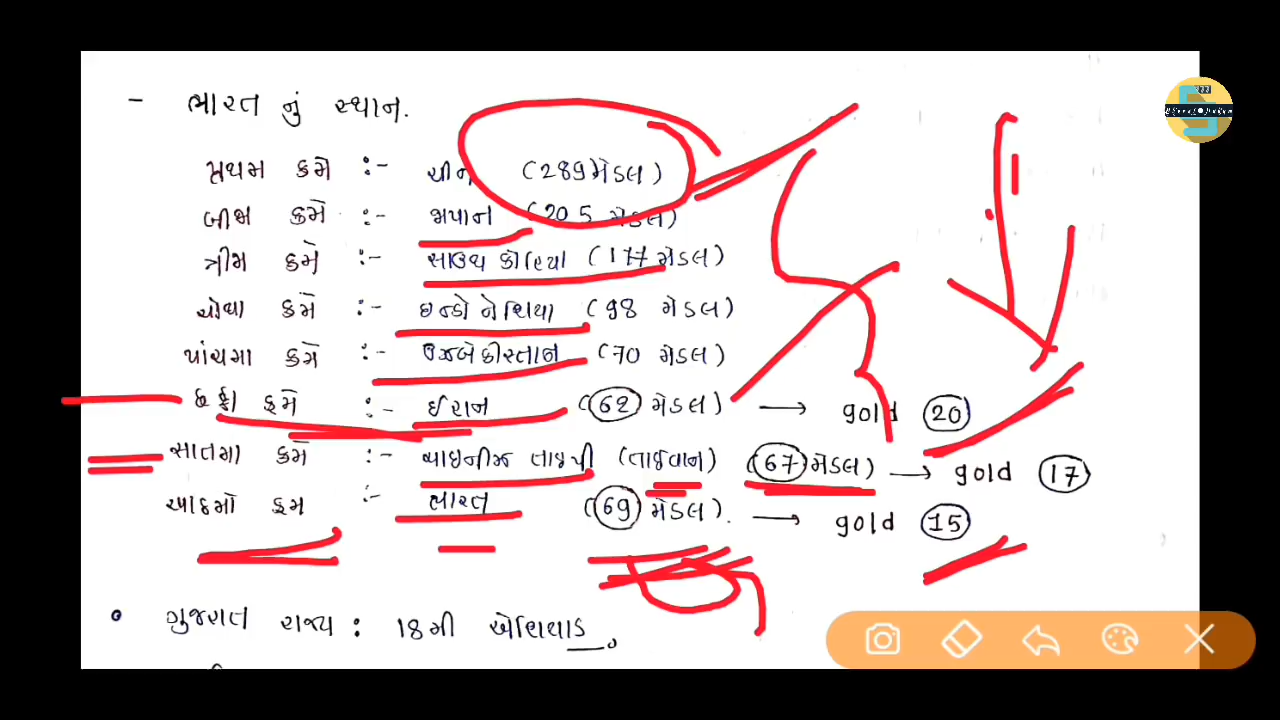 - ભારત નું સ્થાન.
પ્રથમ ક્રમે :- ચીન (289 મેડલ)
બીજા ક્રમે :- જાપાન (205 મેડલ)
ત્રીજા ક્રમે :- સાઉથ કોરિયા (177 મેડલ)
ચોથા ક્રમે :- ઇન્ડોનેશિયા (98 મેડલ)
પાંચમા ક્રમે :- ઉઝબેકીસ્તાન (70 મેડલ)
છઠ્ઠા ક્રમે :- ઈરાન (62 મેડલ) → gold 20
સાતમા ક્રમે :- ચાઇનીઝ તાઇપી (તાઇવાન) (67 મેડલ) → gold 17
આઠમાં ક્રમ :- ભારત (69 મેડલ). → gold 15
• ગુજરાત રાજ્ય : 18મી એશિયાડ.